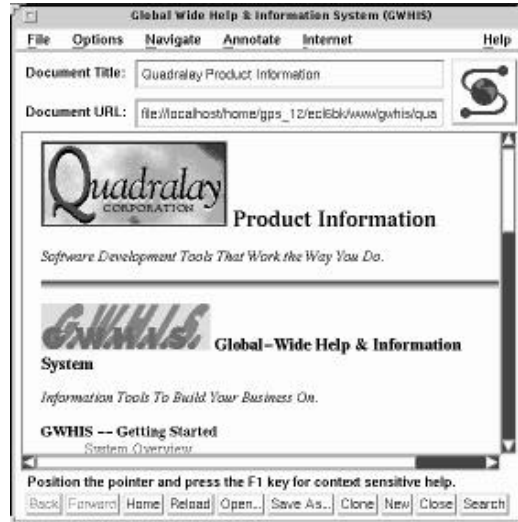 Global Wide Help & Information System (GWHIS)
File Options Navigate Annotate Internet Help
Document Title: Quadralay Product Information
Document URL: file://localhost/home/gps_12/ecl6bk/www/gwhis/qua
Quadralay
CORPORATION
Product Information
Software Development Tools That Work the Way You Do.
G.W.H.I.S. Global-Wide Help & Information
System
Information Tools To Build Your Business On.
GWHIS -- Getting Started
System Overview
Position the pointer and press the F1 key for context sensitive help.
Back Forward Home Reload Open... Save As... Clone New Close Search